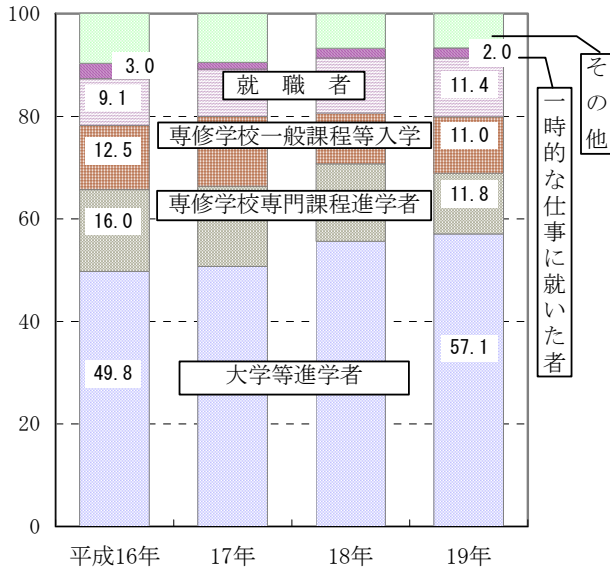 100
80
60
40
20
0
3.0
9.1
12.5
16.0
49.8
就　職　者
専修学校一般課程等入学
専修学校専門課程進学者
大学等進学者
2.0
11.4
11.0
11.8
57.1
その他
一時的な仕事に就いた者
平成16年
17年
18年
19年